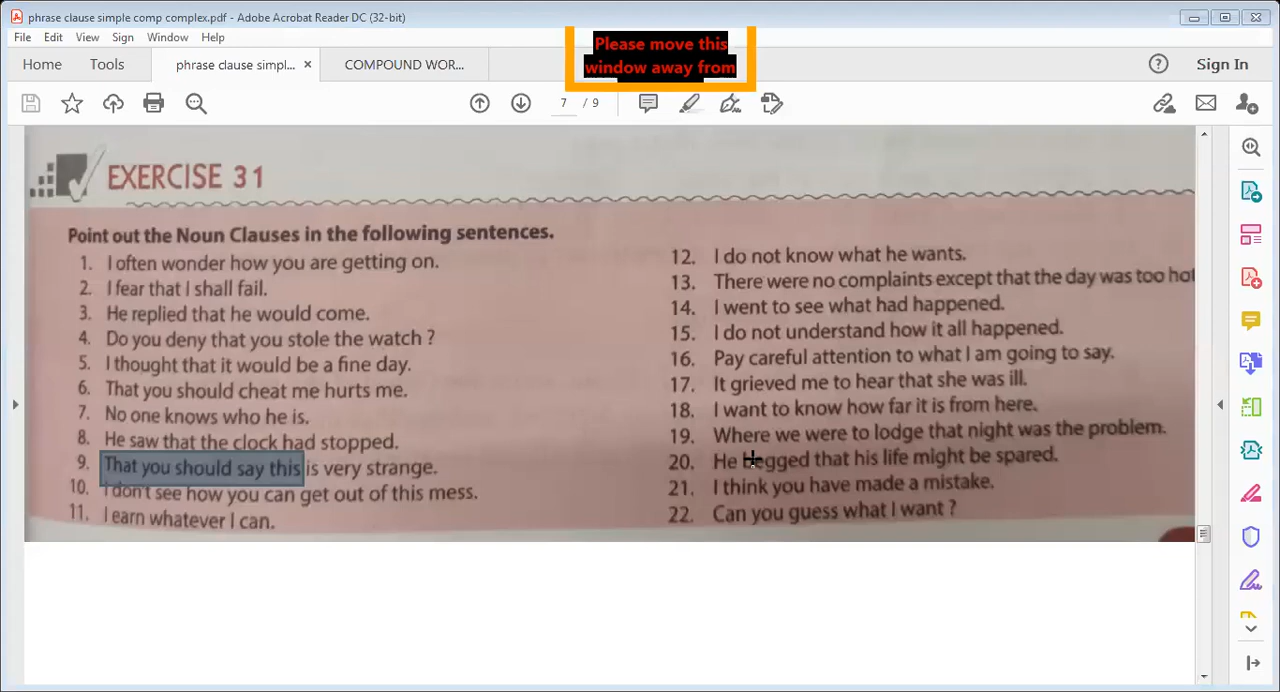 phrase clause simple comp complex.pdf - Adobe Acrobat Reader DC (32-bit)
File Edit View Sign Window Help
Please move this
window away from
Home Tools phrase clause simpl... × COMPOUND WOR... Sign In
7 / 9
EXERCISE 31
Point out the Noun Clauses in the following sentences.
1. I often wonder how you are getting on.
2. I fear that I shall fail.
3. He replied that he would come.
4. Do you deny that you stole the watch ?
5. I thought that it would be a fine day.
6. That you should cheat me hurts me.
7. No one knows who he is.
8. He saw that the clock had stopped.
9. That you should say this is very strange.
10. I don't see how you can get out of this mess.
11. I earn whatever I can.
12. I do not know what he wants.
13. There were no complaints except that the day was too hot
14. I went to see what had happened.
15. I do not understand how it all happened.
16. Pay careful attention to what I am going to say.
17. It grieved me to hear that she was ill.
18. I want to know how far it is from here.
19. Where we were to lodge that night was the problem.
20. He begged that his life might be spared.
21. I think you have made a mistake.
22. Can you guess what I want ?